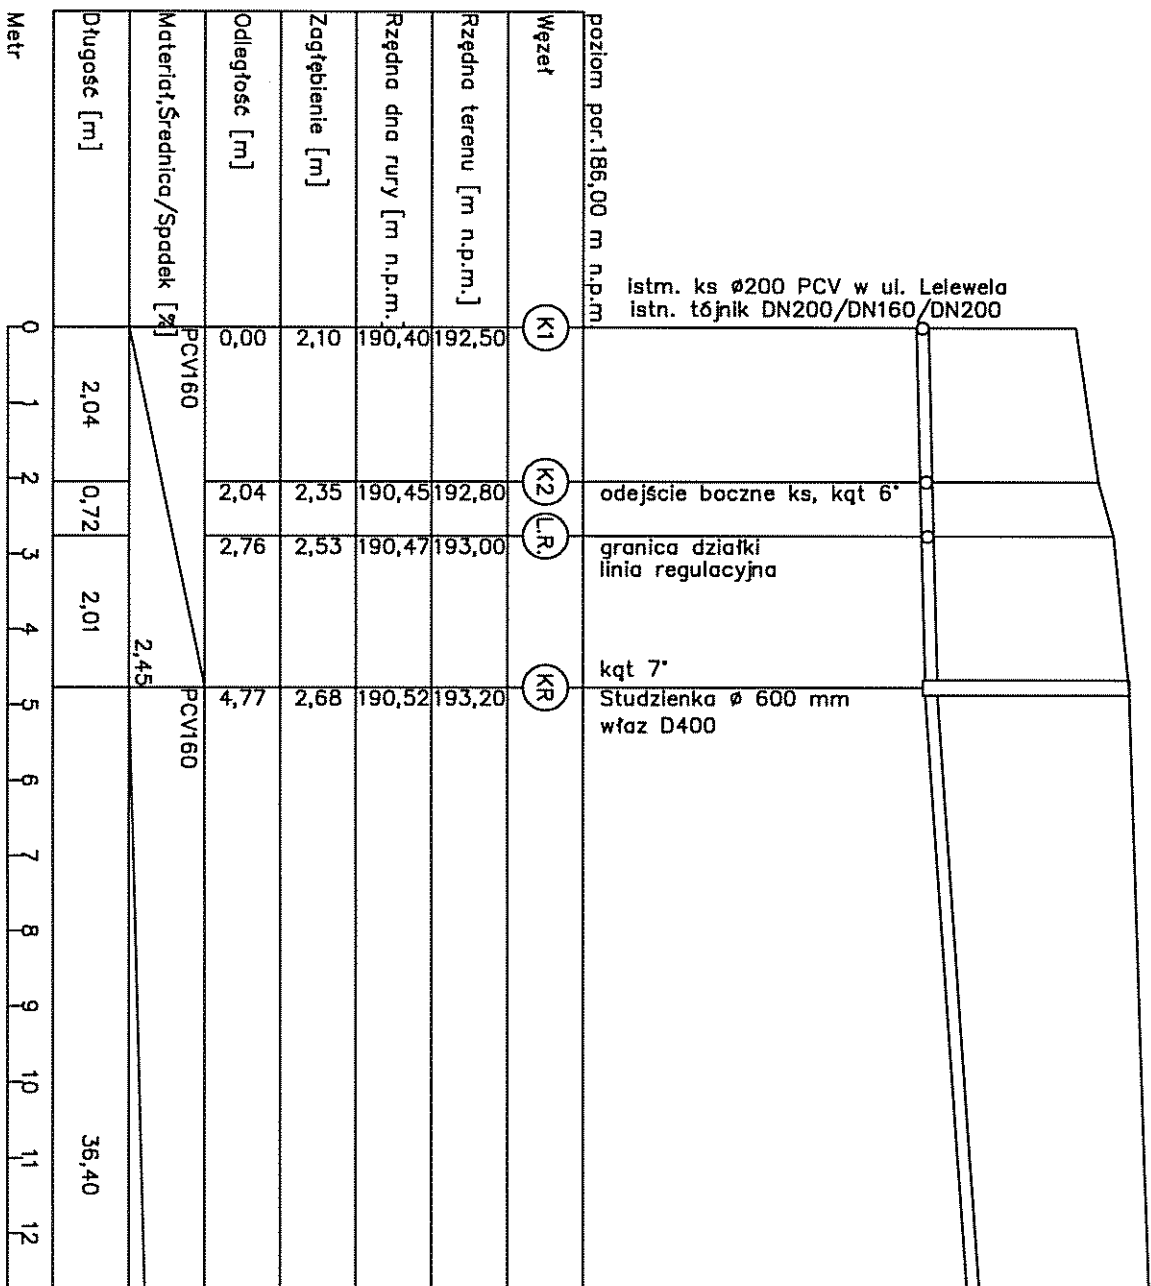 istm. ks ø200 PCV w ul. Lelewela
istn. tójnik DN200/DN160/DN200
odejście boczne ks, kąt 6°
granica działki
linia regulacyjna
kąt 7°
Studzienka ø 600 mm
właz D400
poziom por.186,00 m n.p.m.
Węzeł
K1
K2
L.R.
KR
Rzędna terenu [m n.p.m.]
192,50
192,80
193,00
193,20
Rzędna dna rury [m n.p.m.]
190,40
190,45
190,47
190,52
Zagłębienie [m]
2,10
2,35
2,53
2,68
Odległość [m]
0,00
2,04
2,76
4,77
Materiał,Średnica/Spadek [%]
PCV160
2,45
PCV160
Długość [m]
2,04
0,72
2,01
36,40
Metr
0
1
2
3
4
5
6
7
8
9
10
11
12